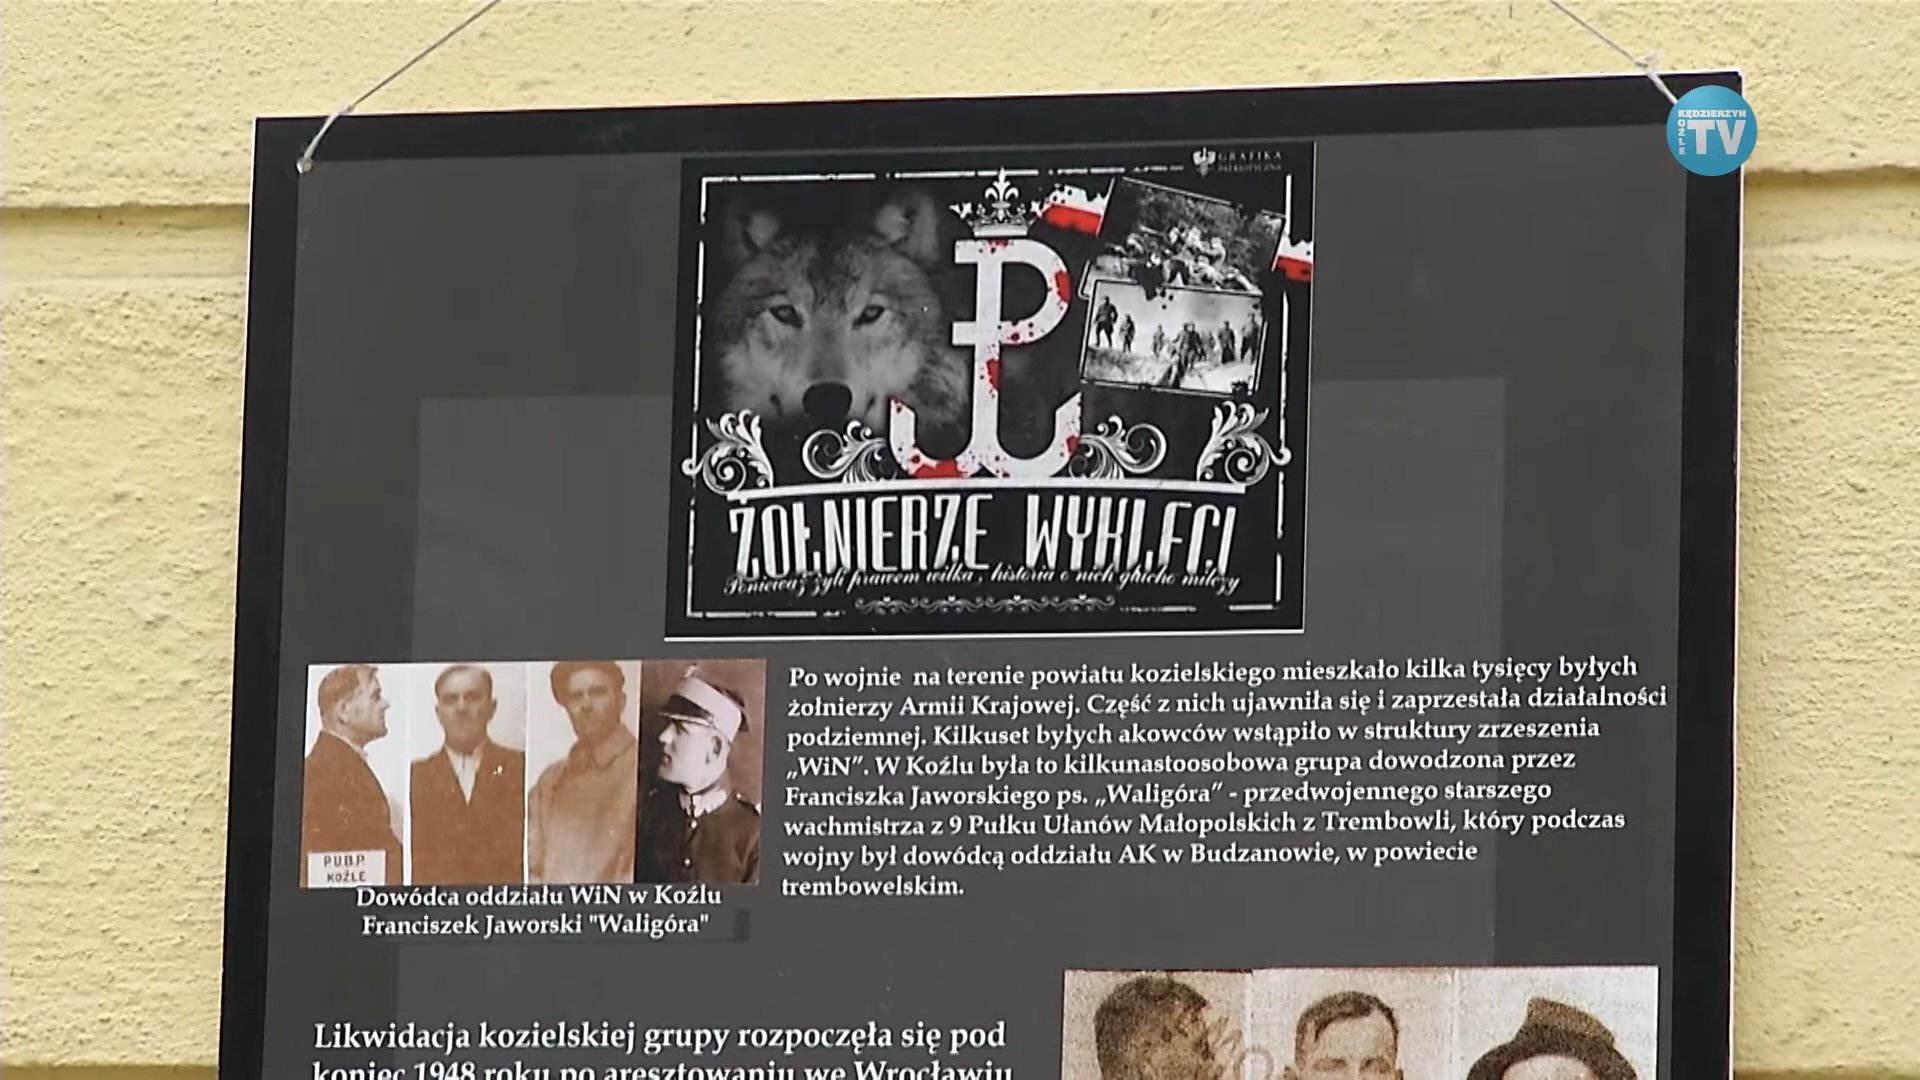 KĘDZIERZYN
KOŹLE
TV
GRAFIKA
PATRIOTYCZNA
ŻOŁNIERZE WYKLĘCI
Ponieważ żyli prawem wilka, historia o nich głucho milczy
Po wojnie na terenie powiatu kozielskiego mieszkało kilka tysięcy byłych
żołnierzy Armii Krajowej. Część z nich ujawniła się i zaprzestała działalności
podziemnej. Kilkuset byłych akowców wstąpiło w struktury zrzeszenia
„WiN”. W Koźlu była to kilkunastoosobowa grupa dowodzona przez
Franciszka Jaworskiego ps. „Waligóra” - przedwojennego starszego
wachmistrza z 9 Pułku Ułanów Małopolskich z Trembowli, który podczas
wojny był dowódcą oddziału AK w Budzanowie, w powiecie
trembowelskim.
P.U.B.P.
KOŹLE
Dowódca oddziału WiN w Koźlu
Franciszek Jaworski "Waligóra"
Likwidacja kozielskiej grupy rozpoczęła się pod
koniec 1948 roku po aresztowaniu we Wrocławiu